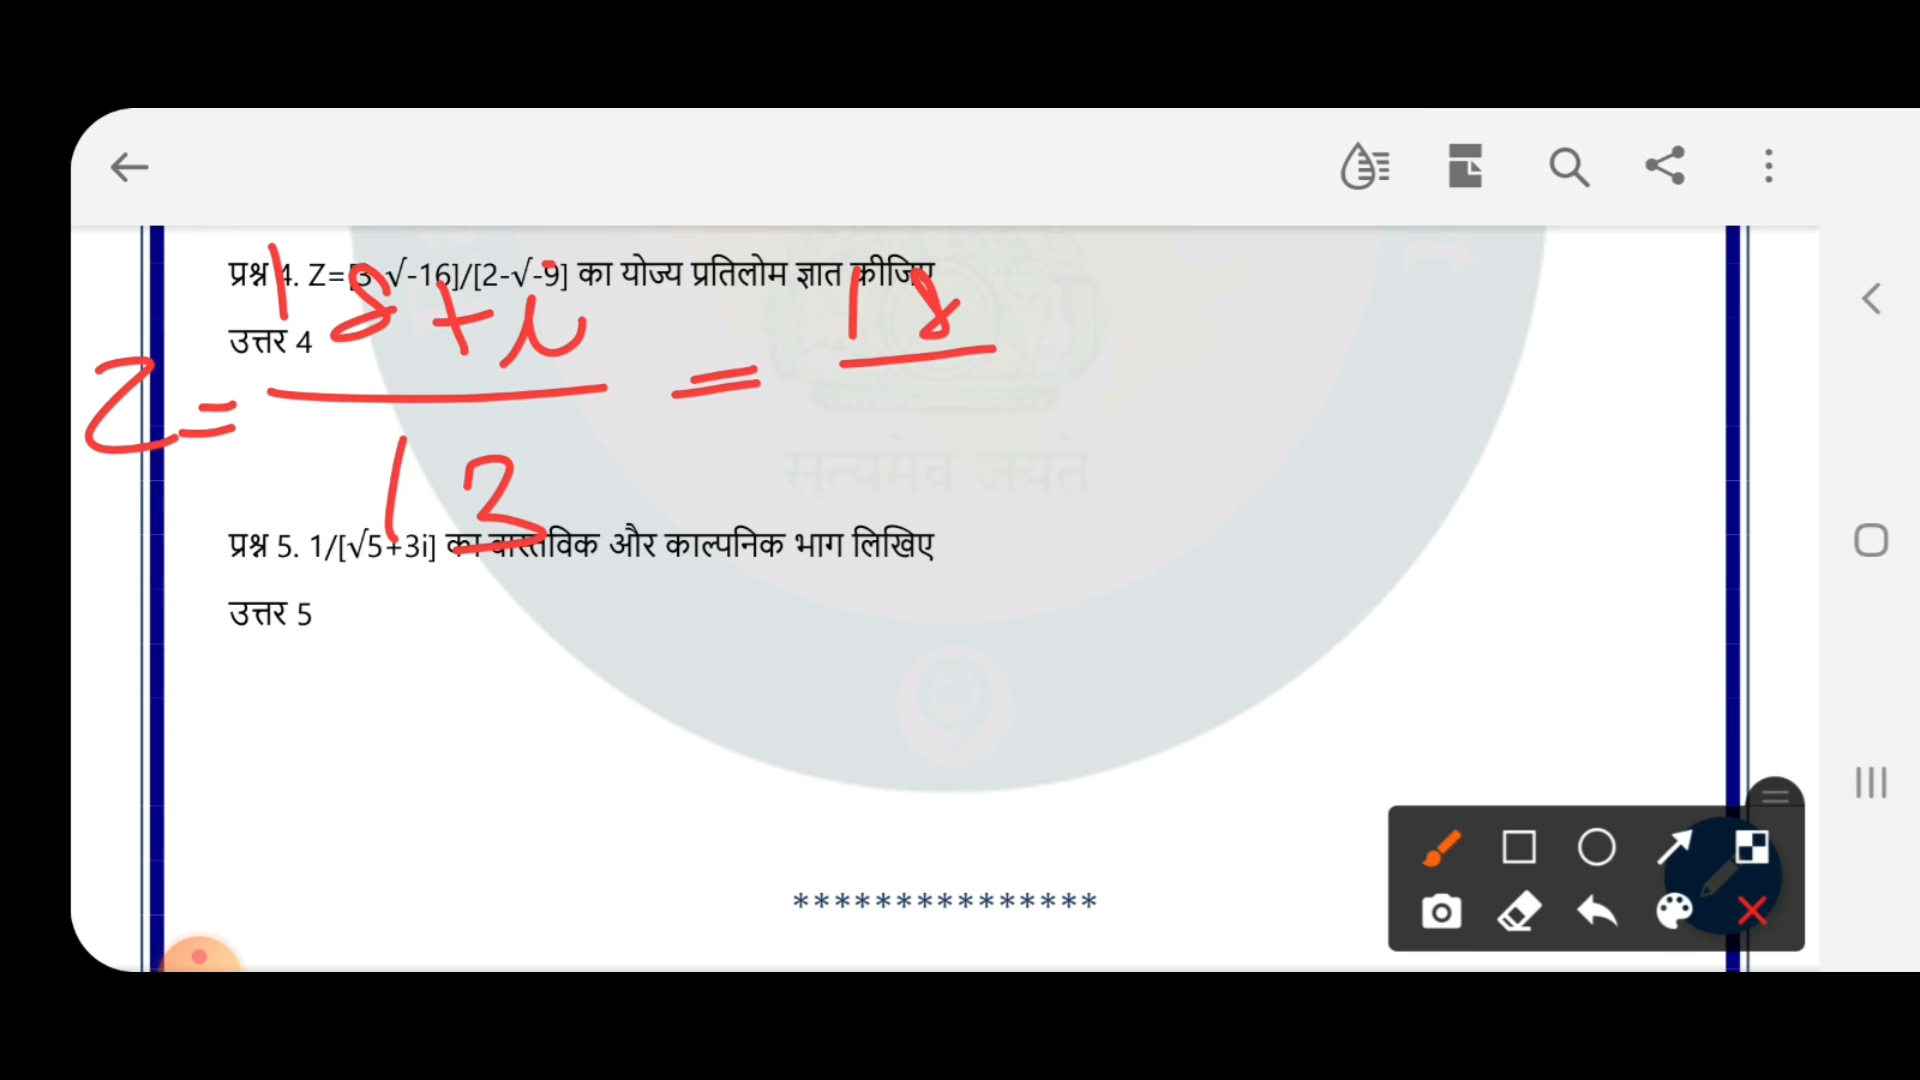 प्रश्न 4. Z=[3-√-16]/[2-√-9] का योज्य प्रतिलोम ज्ञात कीजिए
उत्तर 4
Z= 18+i / 13 = 18
सत्यमेव जयते
प्रश्न 5. 1/[√5+3i] का वास्तविक और काल्पनिक भाग लिखिए
उत्तर 5
***************